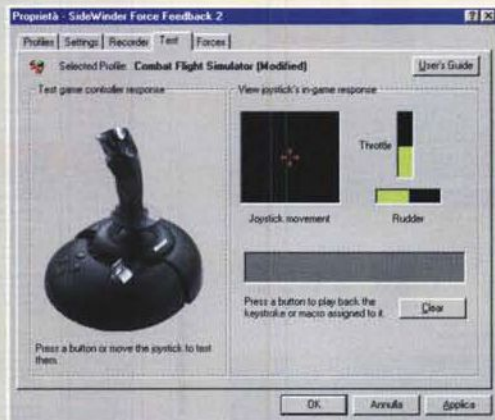 Proprietà - SideWinder Force Feedback 2
Profiles Settings Recorder Test Forces
Selected Profile: Combat Flight Simulator (Modified)
User's Guide
Test game controller response
Press a button or move the joystick to test
them.
View joystick's in-game response
Throttle
Joystick movement
Rudder
Press a button to play back the
keystroke or macro assigned to it.
Clear
OK Annulla Applica